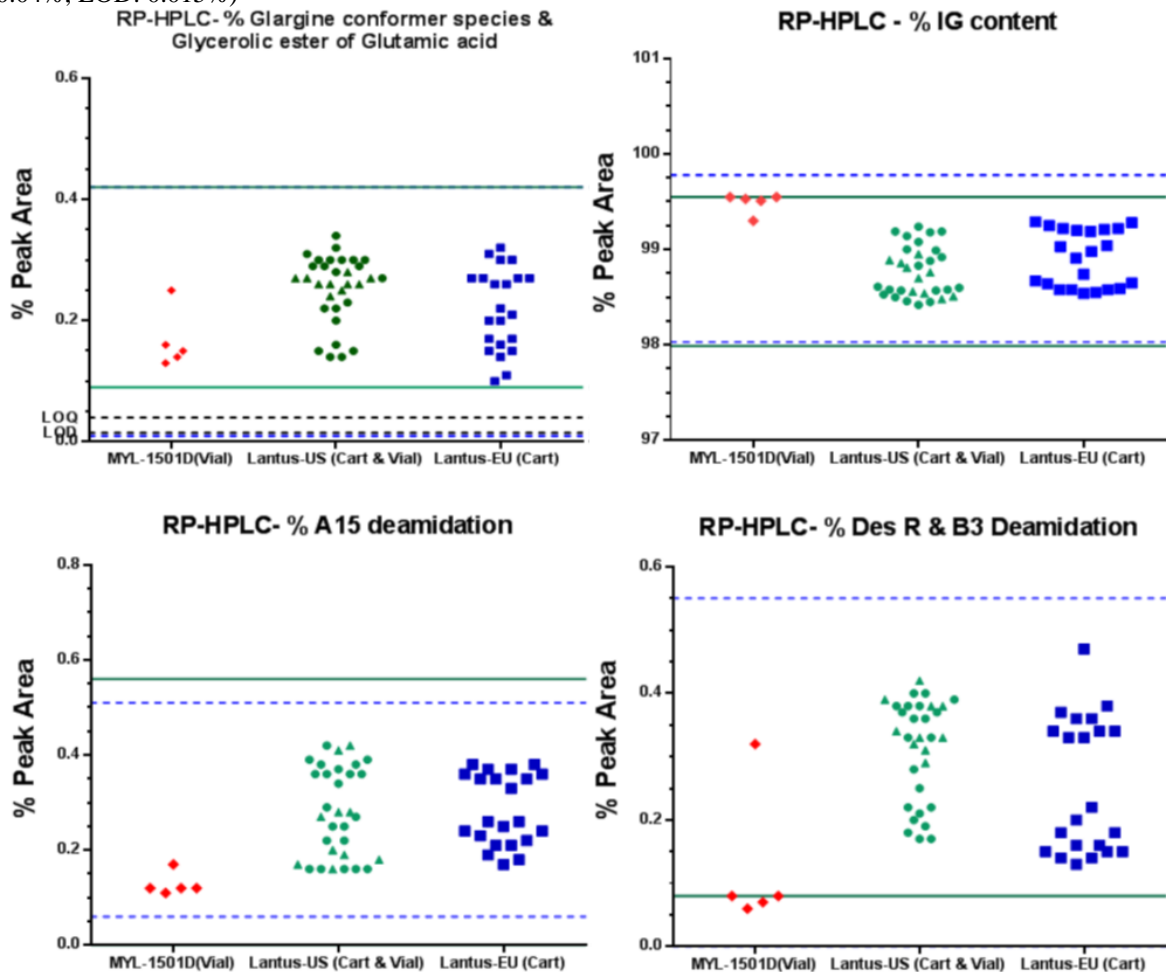 RP-HPLC-% Glargine conformer species &
Glycerolic ester of Glutamic acid
% Peak Area
0.6
0.4
0.2
LOQ
LOD
0.0
MYL-1501D(Vial) Lantus-US (Cart & Vial) Lantus-EU (Cart)
RP-HPLC - % IG content
% Peak Area
101
100
99
98
97
MYL-1501D(Vial) Lantus-US (Cart & Vial) Lantus-EU (Cart)
RP-HPLC- % A15 deamidation
% Peak Area
0.8
0.6
0.4
0.2
0.0
MYL-1501D(Vial) Lantus-US (Cart & Vial) Lantus-EU (Cart)
RP-HPLC- % Des R & B3 Deamidation
% Peak Area
0.6
0.4
0.2
0.0
MYL-1501D(Vial) Lantus-US (Cart & Vial) Lantus-EU (Cart)